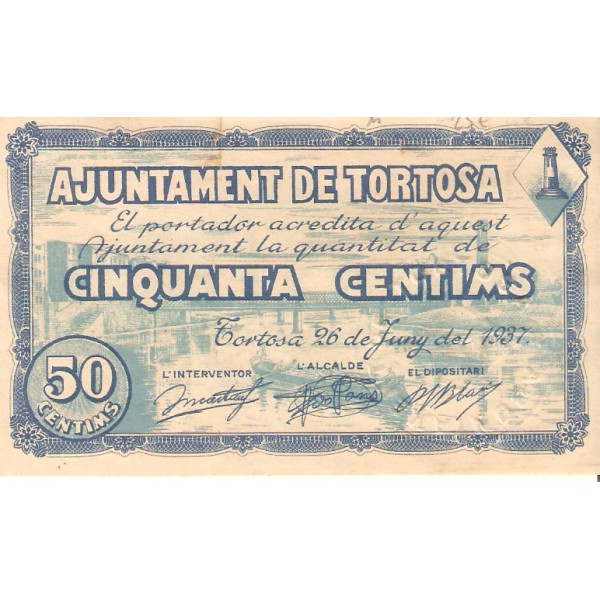 AJUNTAMENT DE TORTOSA
El portador acredita d'aquest
Ajuntament la quantitat de
CINQUANTA CENTIMS
Tortosa 26 de Juny del 1937.
L'INTERVENTOR L'ALCALDE EL DIPOSITARI
50
CENTIMS